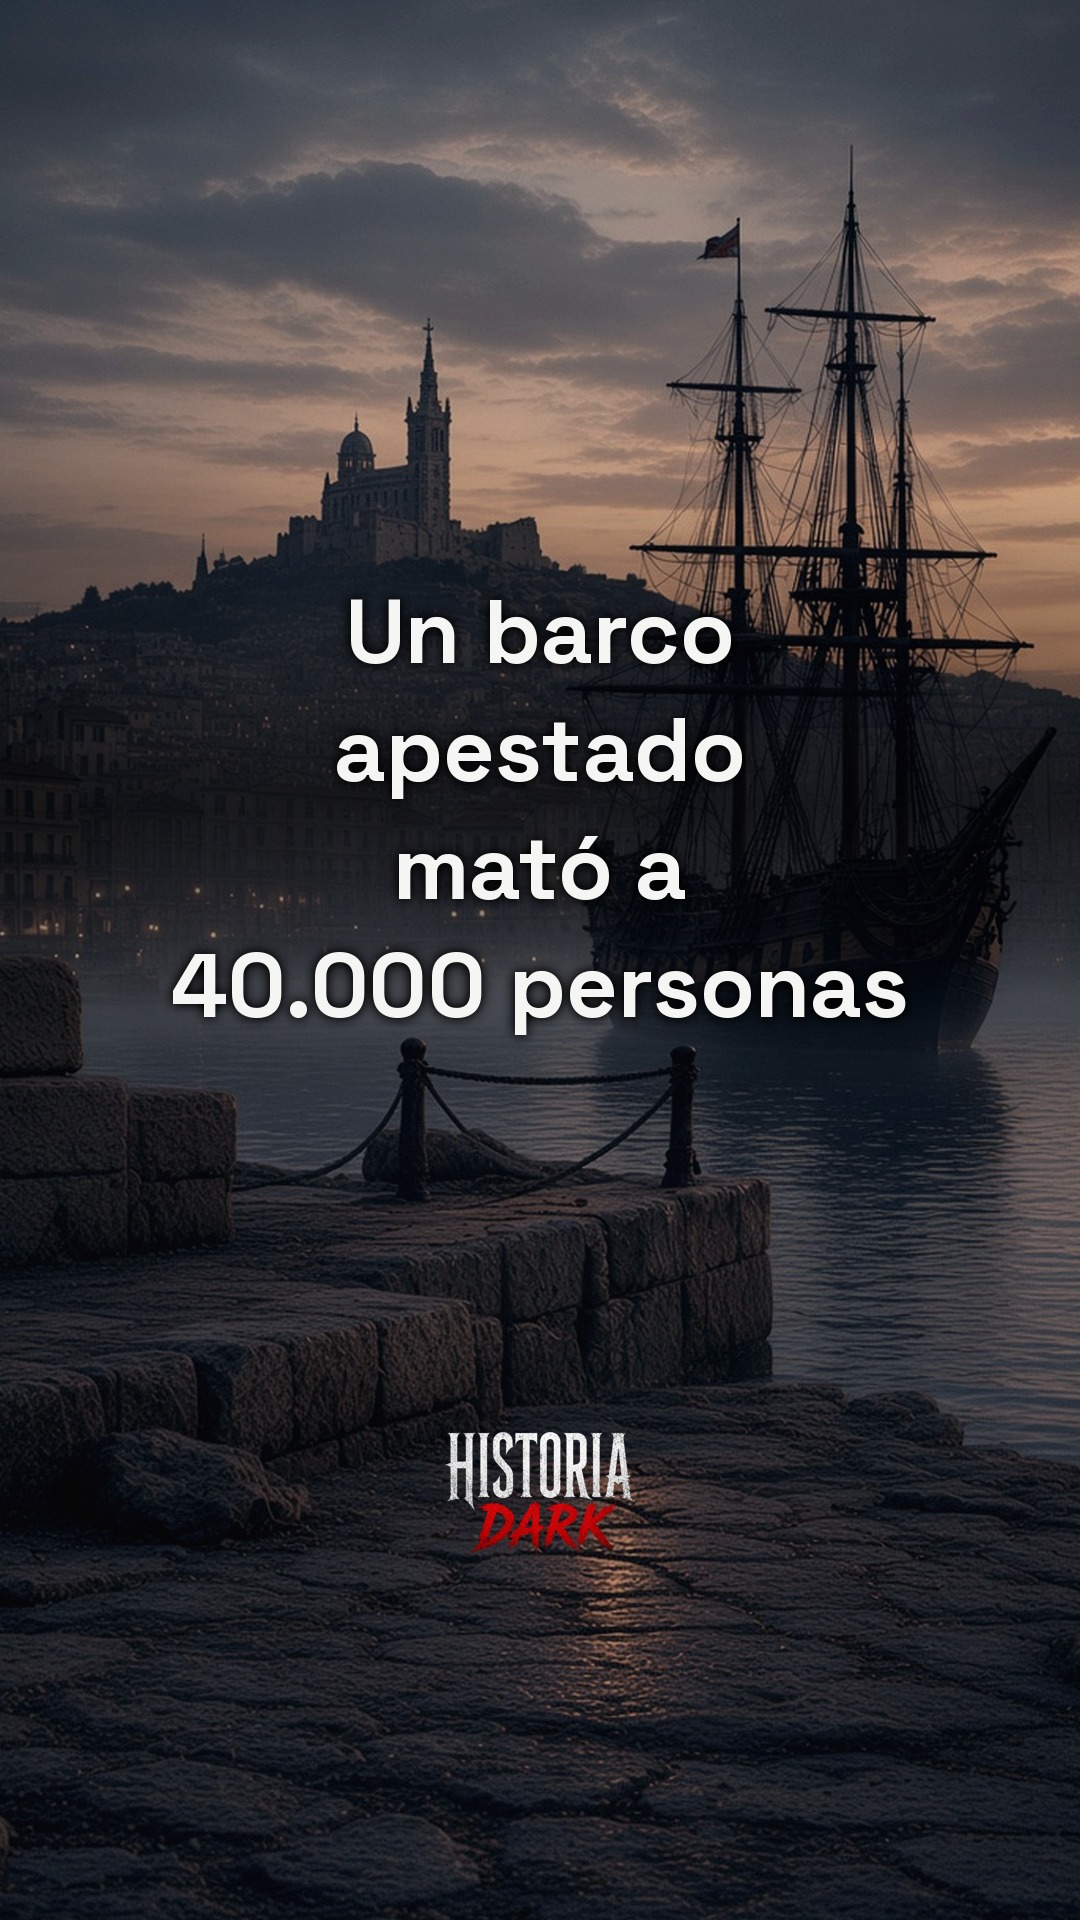 Un barco
apestado
mató a
40.000 personas
HISTORIA
DARK